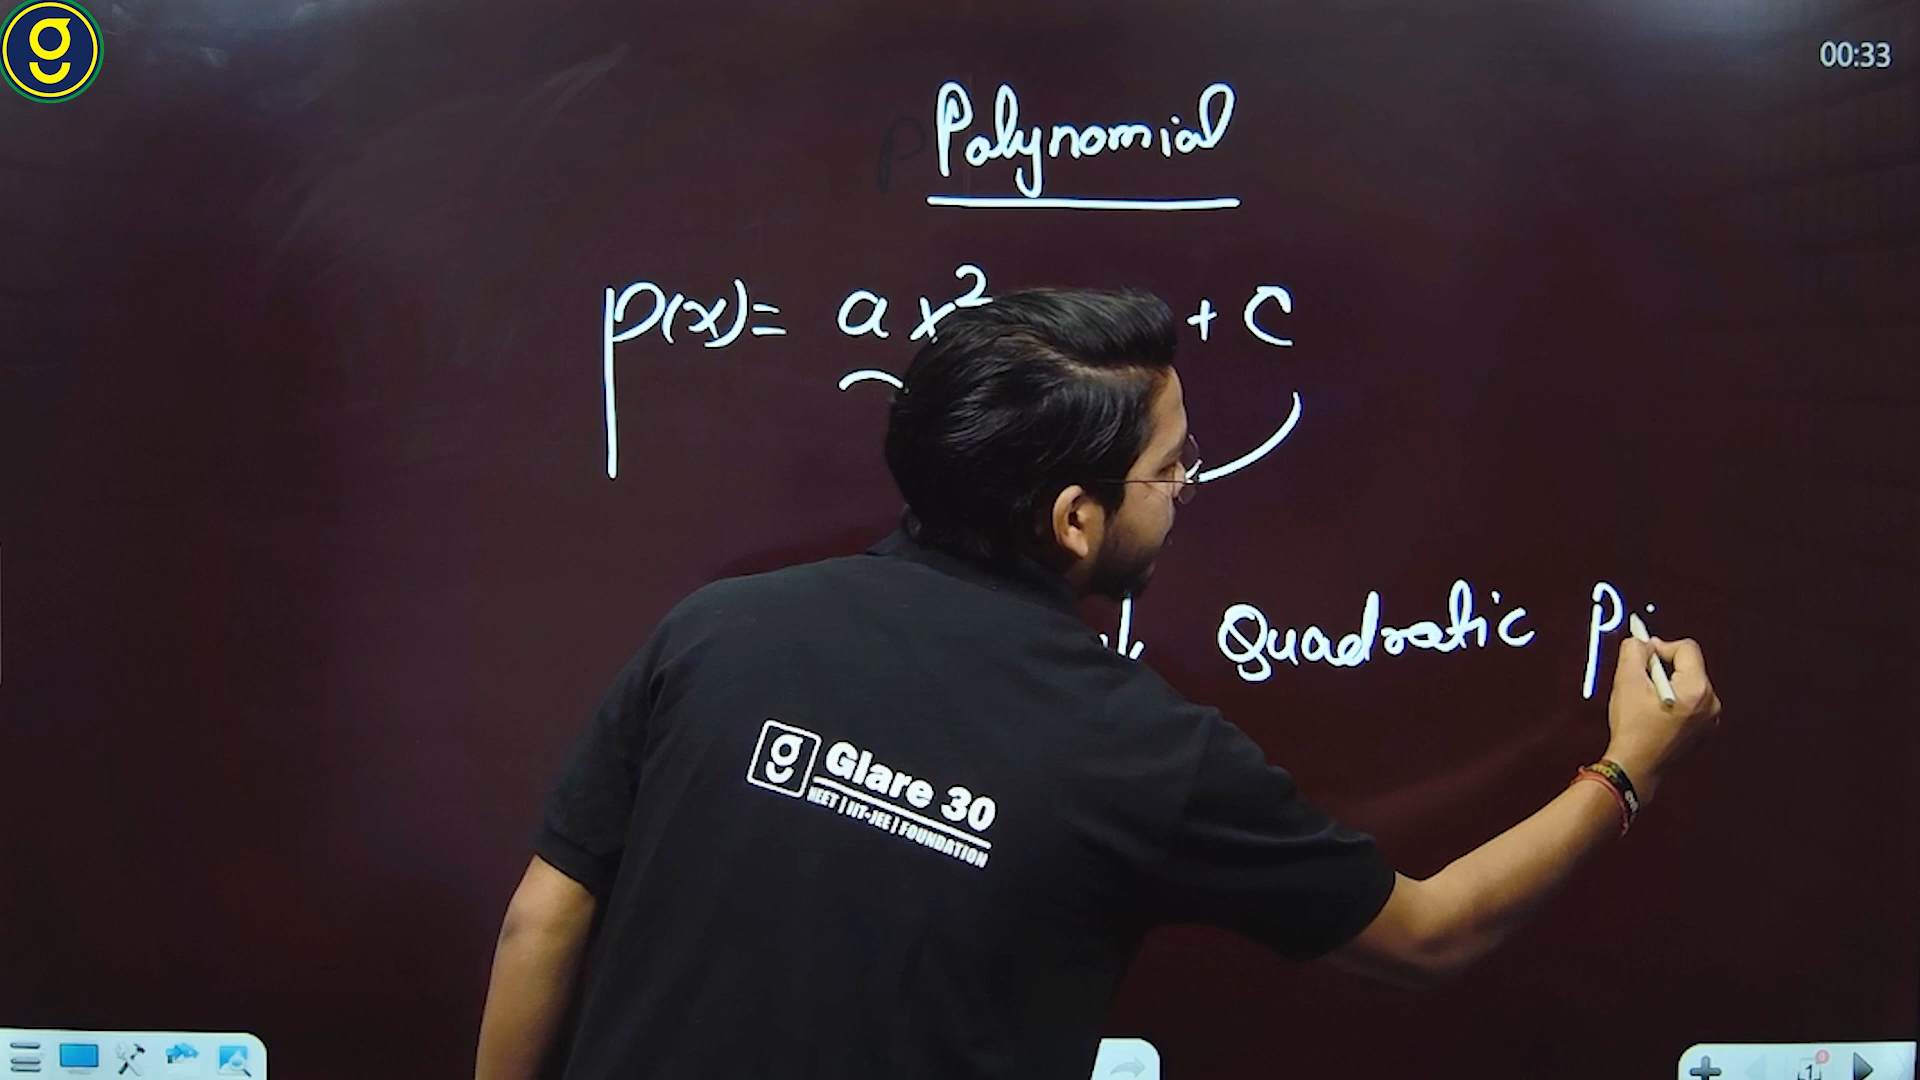 g
00:33
Polynomial
p(x)= ax² + c
Quadratic
g Glare 30
NEET | IIT-JEE | FOUNDATION